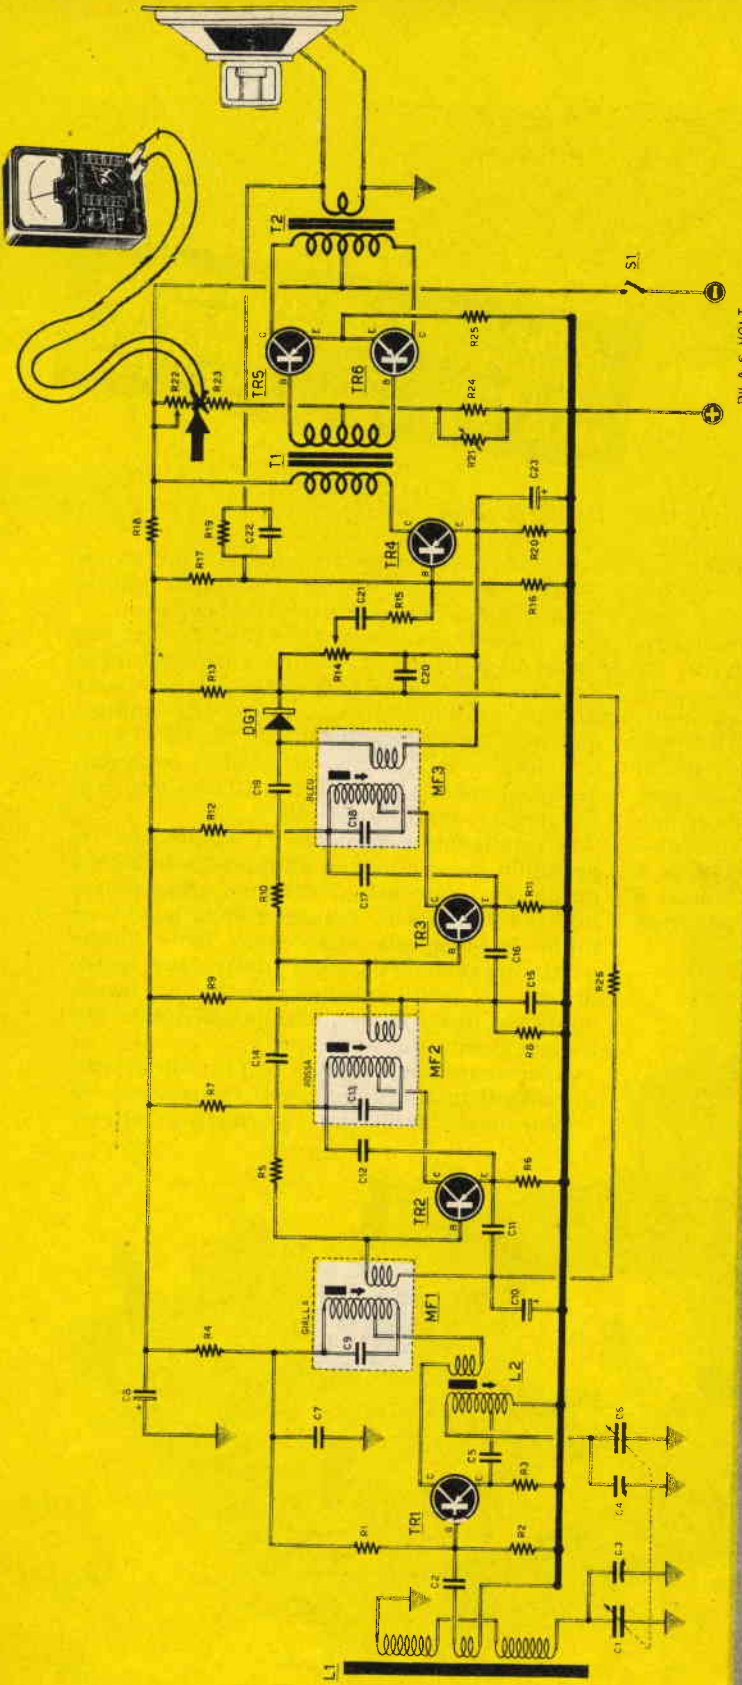 L1
C1
C3
C4
C6
C2
R1
R2
TR1
B
C
E
R3
C5
L2
C7
C8
+
R4
GIALLA
C9
MF1
C10
+
C11
R5
TR2
B
C
E
R6
C12
R7
C14
ROSSA
C13
MF2
R8
C15
R9
C16
TR3
B
C
E
R11
R10
C17
R12
C19
BLEU
C18
MF3
DG1
R13
R14
C20
R26
C21
R15
TR4
B
C
E
R16
R17
R18
R19
C22
R20
C23
+
T1
R22
R23
R21
R24
TR5
B
C
E
TR6
B
E
C
R25
T2
S1
+
-
PILA 6 VOLT